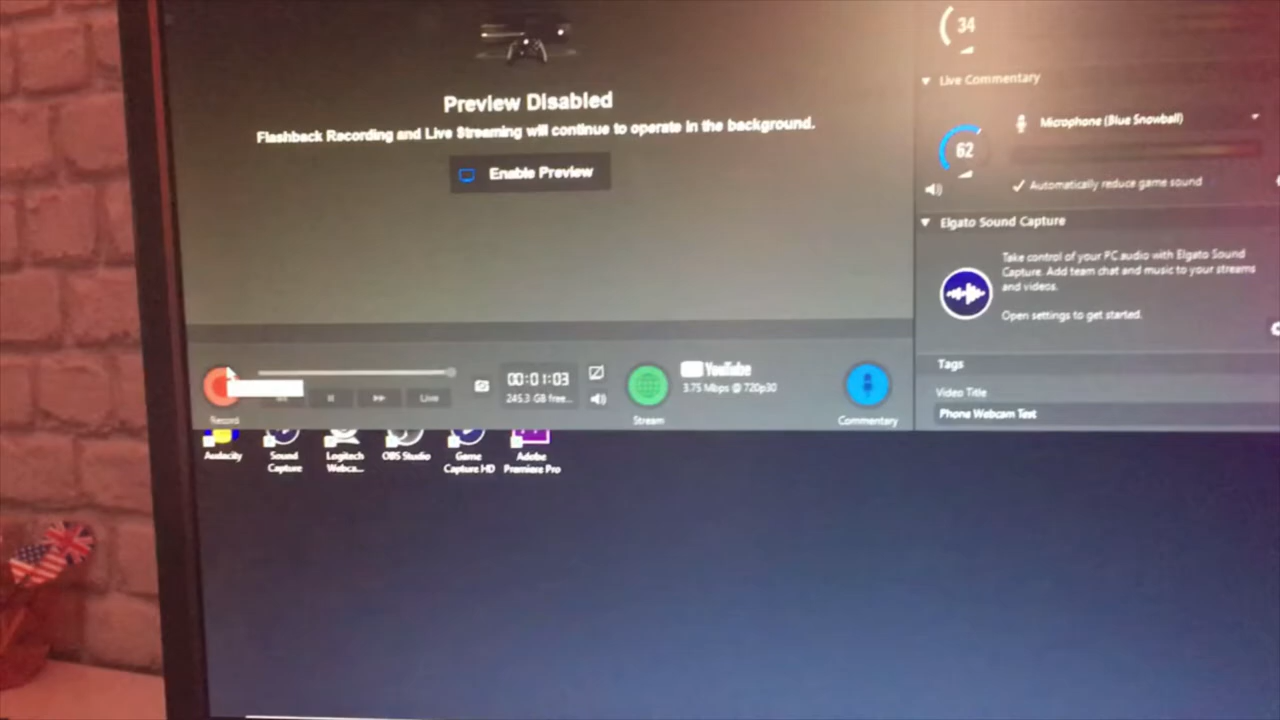 34
Live Commentary
Preview Disabled
Flashback Recording and Live Streaming will continue to operate in the background.
Microphone (Blue Snowball)
62
Enable Preview
Automatically reduce game sound
Elgato Sound Capture
Take control of your PC audio with Elgato Sound
Capture. Add team chat and music to your streams
and videos.
Open settings to get started.
Tags
00:01:03
YouTube
245.3 GB free...
3.75 Mbps @ 720p30
Live
Video Title
Record
Stream
Commentary
Phone Webcam Test
Audacity
Sound
Capture
Logitech
Webca...
OBS Studio
Game
Capture HD
Adobe
Premiere Pro